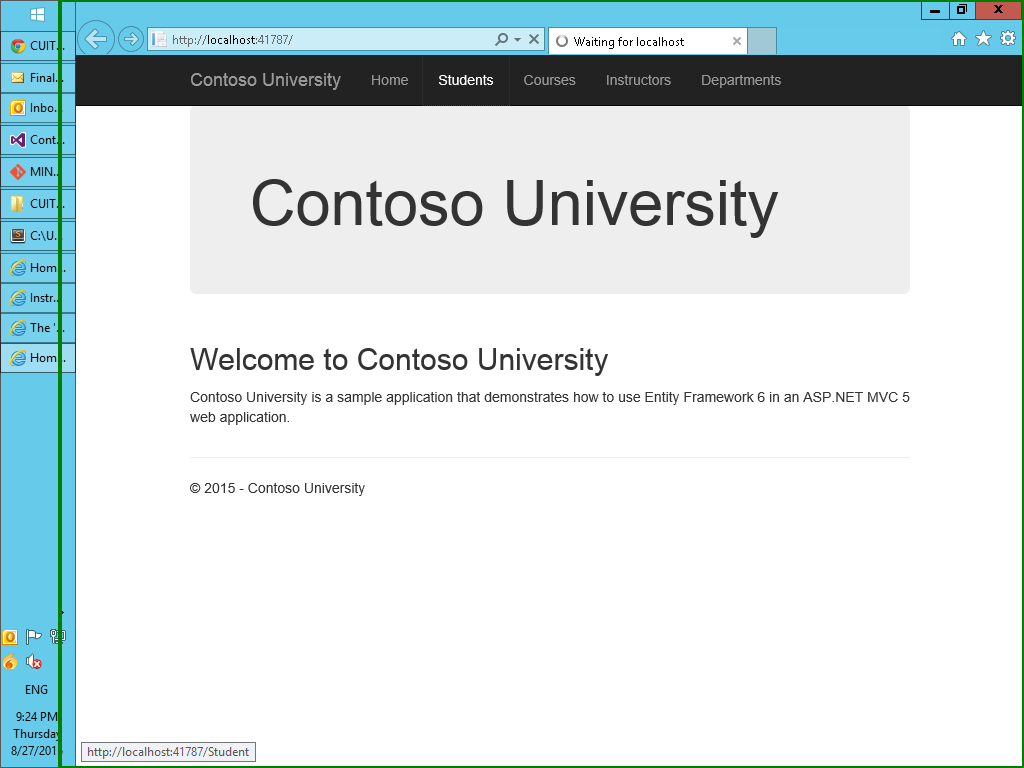 CUIT...
Final...
Inbo...
Cont...
MIN...
CUIT...
C:\U...
Hom...
Instr...
The '...
Hom...
ENG
9:24 PM
Thursday
8/27/201
http://localhost:41787/
Waiting for localhost
Contoso University Home Students Courses Instructors Departments
Contoso University
Welcome to Contoso University
Contoso University is a sample application that demonstrates how to use Entity Framework 6 in an ASP.NET MVC 5
web application.
© 2015 - Contoso University
http://localhost:41787/Student